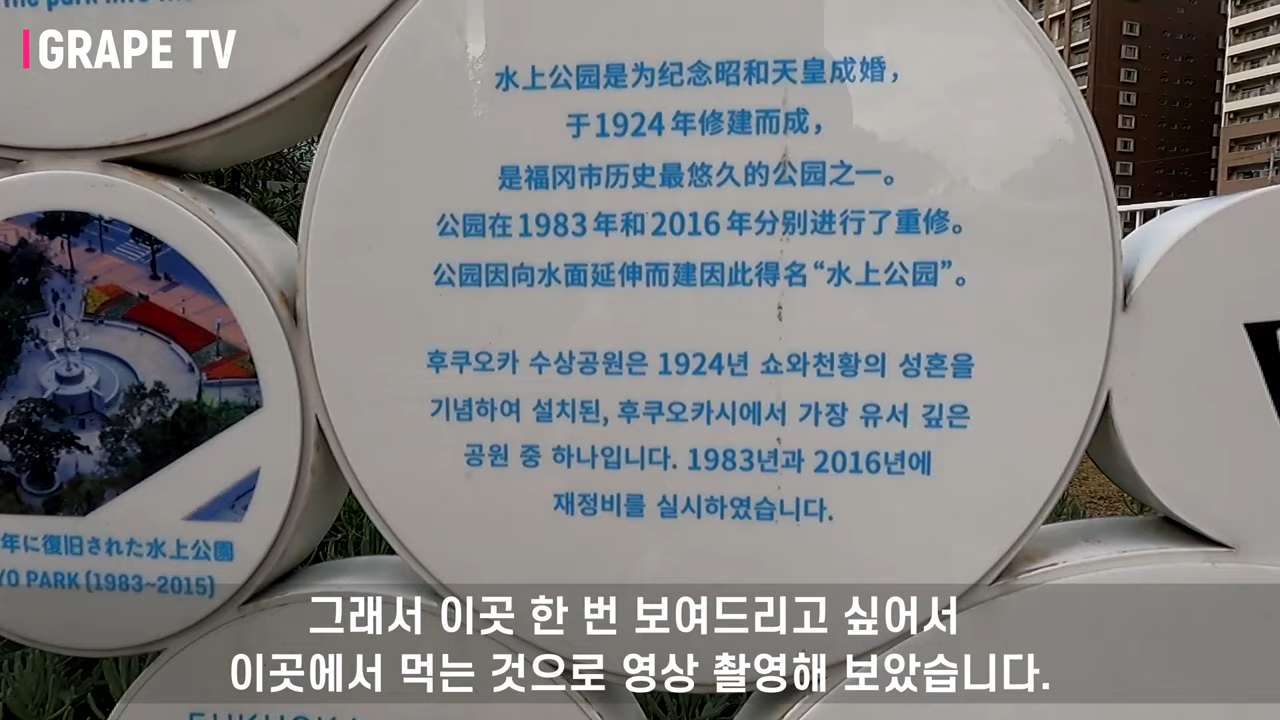 GRAPE TV
水上公园是为纪念昭和天皇成婚，
于1924年修建而成，
是福冈市历史最悠久的公园之一。
公园在1983年和2016年分别进行了重修。
公园因向水面延伸而建因此得名“水上公园”。
후쿠오카 수상공원은 1924년 쇼와천황의 성혼을
기념하여 설치된, 후쿠오카시에서 가장 유서 깊은
공원 중 하나입니다. 1983년과 2016년에
재정비를 실시하였습니다.
年に復旧された水上公園
YO PARK (1983~2015)
그래서 이곳 한 번 보여드리고 싶어서
이곳에서 먹는 것으로 영상 촬영해 보았습니다.